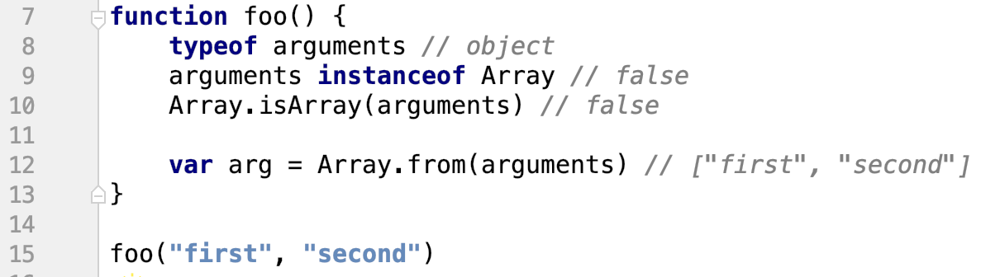 7 function foo() {
8 typeof arguments // object
9 arguments instanceof Array // false
10 Array.isArray(arguments) // false
11
12 var arg = Array.from(arguments) // ["first", "second"]
13 }
14
15 foo("first", "second")